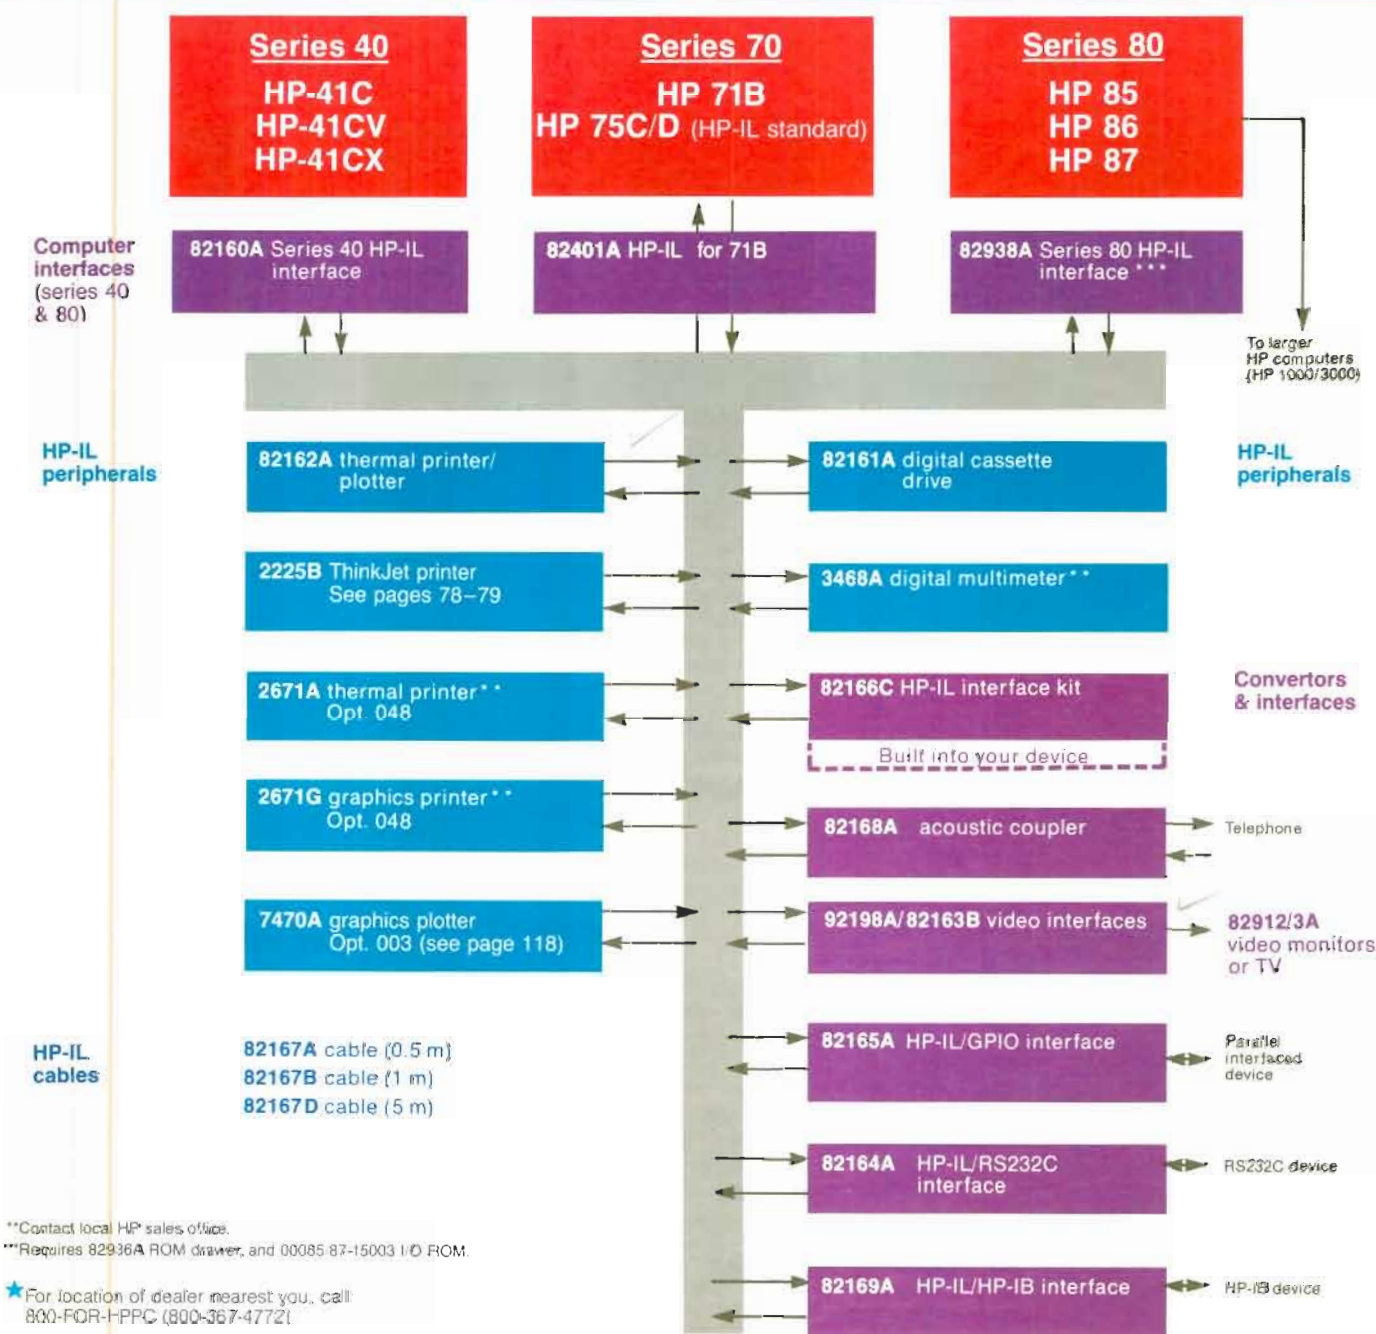 Series 40
HP-41C
HP-41CV
HP-41CX
Series 70
HP 71B
HP 75C/D (HP-IL standard)
Series 80
HP 85
HP 86
HP 87
Computer
interfaces
(series 40
& 80)
82160A Series 40 HP-IL
interface
82401A HP-IL for 71B
82938A Series 80 HP-IL
interface ***
To larger
HP computers
(HP 1000/3000)
HP-IL
peripherals
82162A thermal printer/
plotter
82161A digital cassette
drive
HP-IL
peripherals
2225B ThinkJet printer
See pages 78–79
3468A digital multimeter**
2671A thermal printer**
Opt. 048
82166C HP-IL interface kit
Built into your device
Convertors
& interfaces
2671G graphics printer**
Opt. 048
82168A acoustic coupler
Telephone
7470A graphics plotter
Opt. 003 (see page 118)
92198A/82163B video interfaces
82912/3A
video monitors
or TV
HP-IL
cables
82167A cable (0.5 m)
82167B cable (1 m)
82167D cable (5 m)
82165A HP-IL/GPIO interface
Parallel
interfaced
device
82164A HP-IL/RS232C
interface
RS232C device
82169A HP-IL/HP-IB interface
HP-IB device
**Contact local HP sales office.
***Requires 82936A ROM drawer, and 00085 87-15003 I/O ROM.
★For location of dealer nearest you, call
800-FOR-HPPC (800-367-4772)